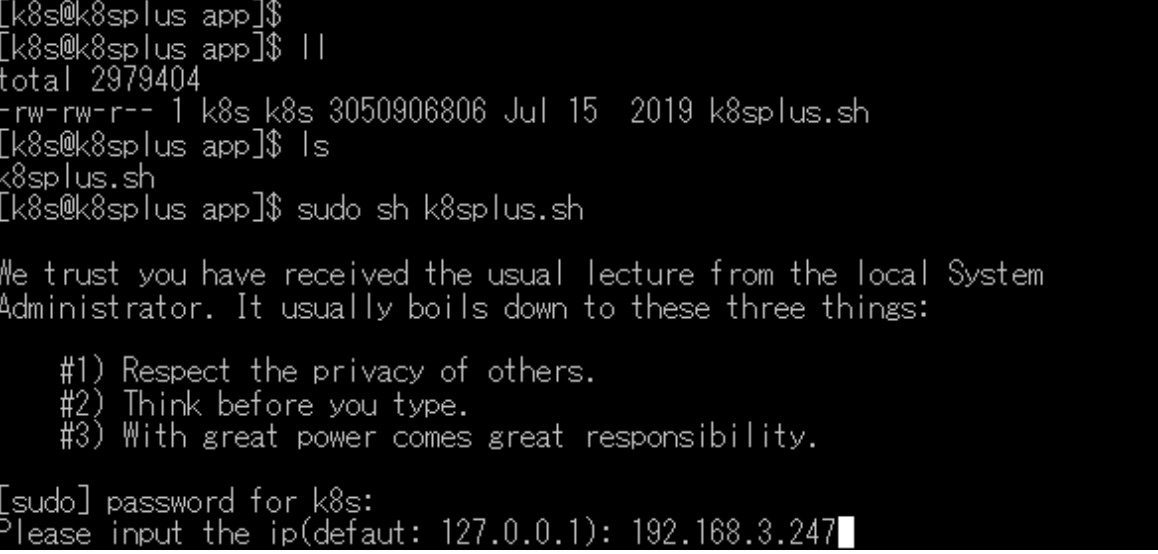 [k8s@k8splus app]$
[k8s@k8splus app]$ ll
total 2979404
-rw-rw-r-- 1 k8s k8s 3050906806 Jul 15  2019 k8splus.sh
[k8s@k8splus app]$ ls
k8splus.sh
[k8s@k8splus app]$ sudo sh k8splus.sh
We trust you have received the usual lecture from the local System
Administrator. It usually boils down to these three things:
#1) Respect the privacy of others.
#2) Think before you type.
#3) With great power comes great responsibility.
[sudo] password for k8s:
Please input the ip(defaut: 127.0.0.1): 192.168.3.247